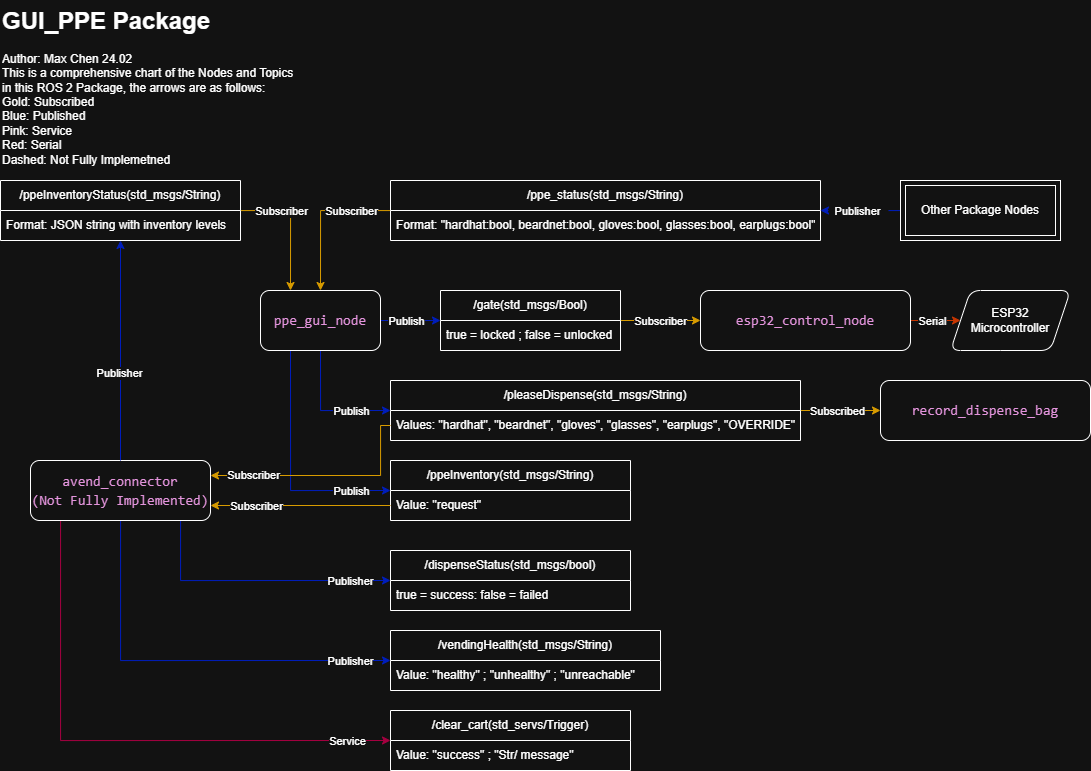 GUI_PPE Package
Author: Max Chen 24.02
This is a comprehensive chart of the Nodes and Topics
in this ROS 2 Package, the arrows are as follows:
Gold: Subscribed
Blue: Published
Pink: Service
Red: Serial
Dashed: Not Fully Implemetned
/ppeInventoryStatus(std_msgs/String)
Format: JSON string with inventory levels
Subscriber
Subscriber
/ppe_status(std_msgs/String)
Format: "hardhat:bool, beardnet:bool, gloves:bool, glasses:bool, earplugs:bool"
Publisher
Other Package Nodes
ppe_gui_node
Publish
/gate(std_msgs/Bool)
true = locked ; false = unlocked
Subscriber
esp32_control_node
Serial
ESP32
Microcontroller
Publisher
Publish
/pleaseDispense(std_msgs/String)
Values: "hardhat", "beardnet", "gloves", "glasses", "earplugs", "OVERRIDE"
Subscribed
record_dispense_bag
avend_connector
(Not Fully Implemented)
Subscriber
Publish
Subscriber
/ppeInventory(std_msgs/String)
Value: "request"
Publisher
/dispenseStatus(std_msgs/bool)
true = success: false = failed
Publisher
/vendingHealth(std_msgs/String)
Value: "healthy" ; "unhealthy" ; "unreachable"
Service
/clear_cart(std_servs/Trigger)
Value: "success" ; "Str/ message"